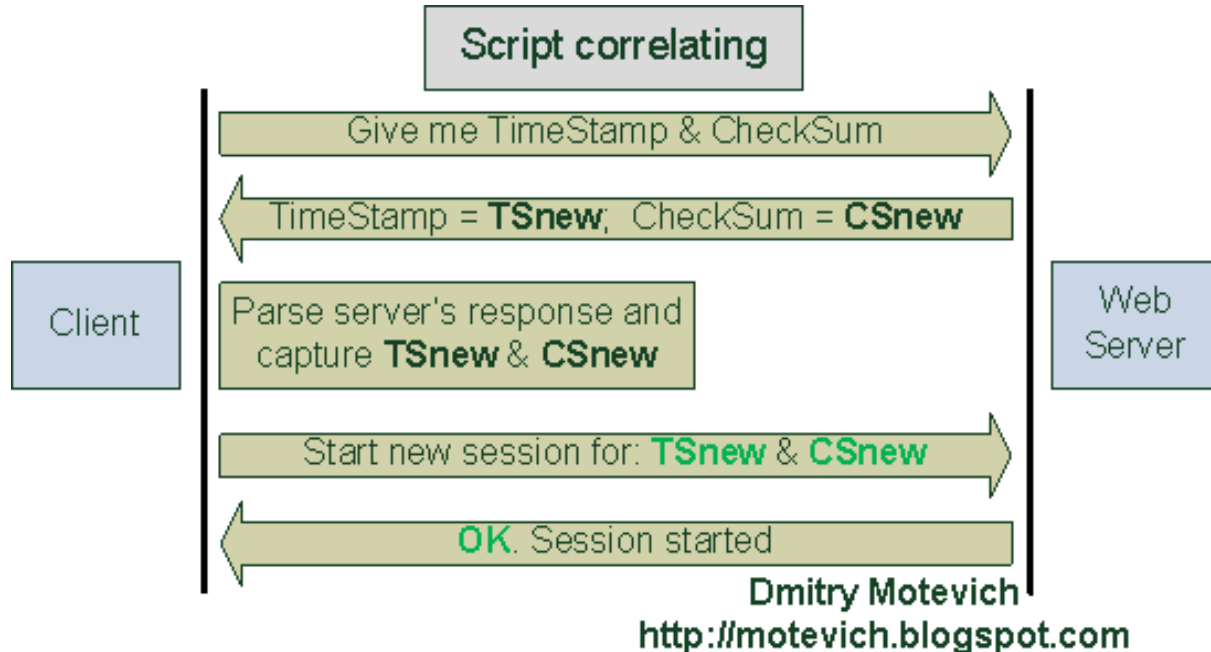 Script correlating
Give me TimeStamp & CheckSum
TimeStamp = TSnew; CheckSum = CSnew
Client
Parse server's response and
capture TSnew & CSnew
Web
Server
Start new session for: TSnew & CSnew
OK. Session started
Dmitry Motevich
http://motevich.blogspot.com